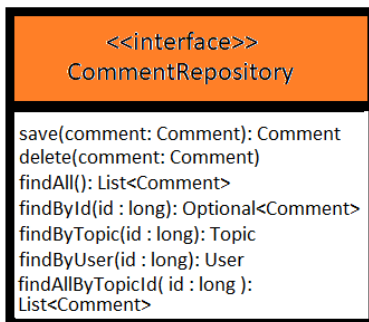 <<interface>>
CommentRepository
save(comment: Comment): Comment
delete(comment: Comment)
findAll(): List<Comment>
findById(id : long): Optional<Comment>
findByTopic(id : long): Topic
findByUser(id : long): User
findAllByTopicId( id : long ):
List<Comment>